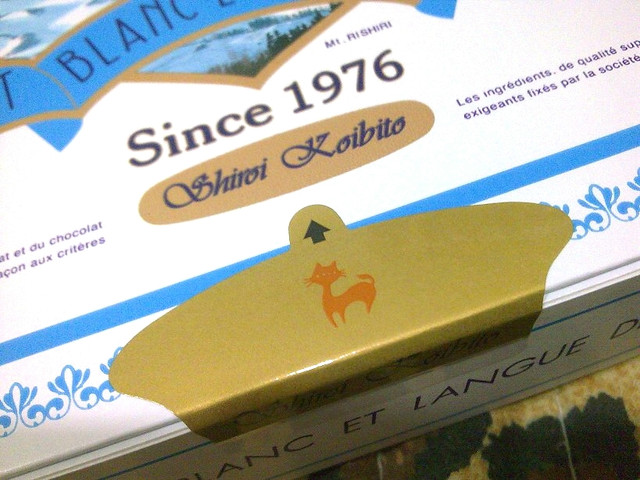 T BLANC E
Mt. RISHIRI
Since 1976
Shiroi Koibito
Les ingrédients, de qualité sup
exigeants fixés par la société
at et du chocolat
açon aux critères
Shiroi Koibito
BLANC ET LANGUE D